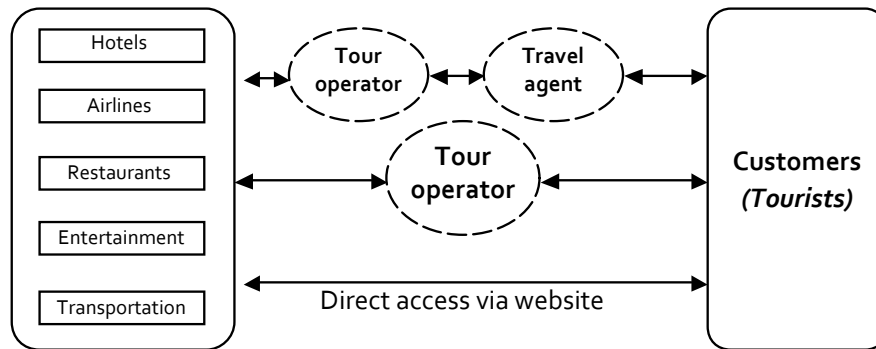 Hotels
Airlines
Restaurants
Entertainment
Transportation
Tour
operator
Travel
agent
Tour
operator
Direct access via website
Customers
(Tourists)